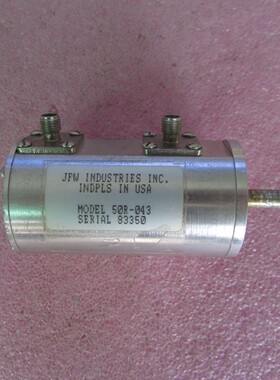 JFW INDUSTRIES INC.
INDPLS IN USA
MODEL 50R-043
SERIAL 83350